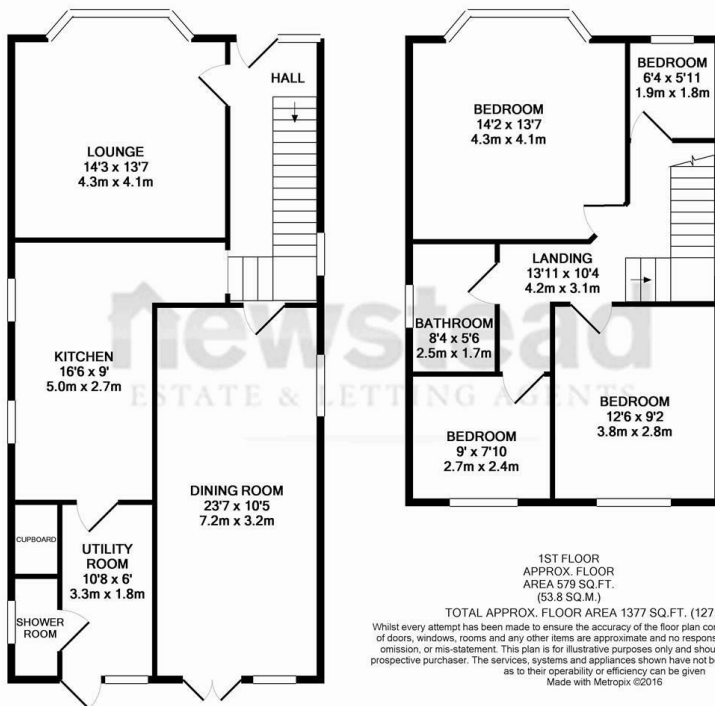 HALL
LOUNGE
14'3 x 13'7
4.3m x 4.1m
KITCHEN
16'6 x 9'
5.0m x 2.7m
DINING ROOM
23'7 x 10'5
7.2m x 3.2m
CUPBOARD
UTILITY
ROOM
10'8 x 6'
3.3m x 1.8m
SHOWER
ROOM
BEDROOM
14'2 x 13'7
4.3m x 4.1m
BEDROOM
6'4 x 5'11
1.9m x 1.8m
LANDING
13'11 x 10'4
4.2m x 3.1m
BATHROOM
8'4 x 5'6
2.5m x 1.7m
BEDROOM
9' x 7'10
2.7m x 2.4m
BEDROOM
12'6 x 9'2
3.8m x 2.8m
newstead
ESTATE & LETTING AGENTS
1ST FLOOR
APPROX. FLOOR
AREA 579 SQ.FT.
(53.8 SQ.M.)
TOTAL APPROX. FLOOR AREA 1377 SQ.FT. (127
Whilst every attempt has been made to ensure the accuracy of the floor plan
of doors, windows, rooms and any other items are approximate and no
omission, or mis-statement. This plan is for illustrative purposes only and
prospective purchaser. The services, systems and appliances shown have not
as to their operability or efficiency can be given
Made with Metropix ©2016